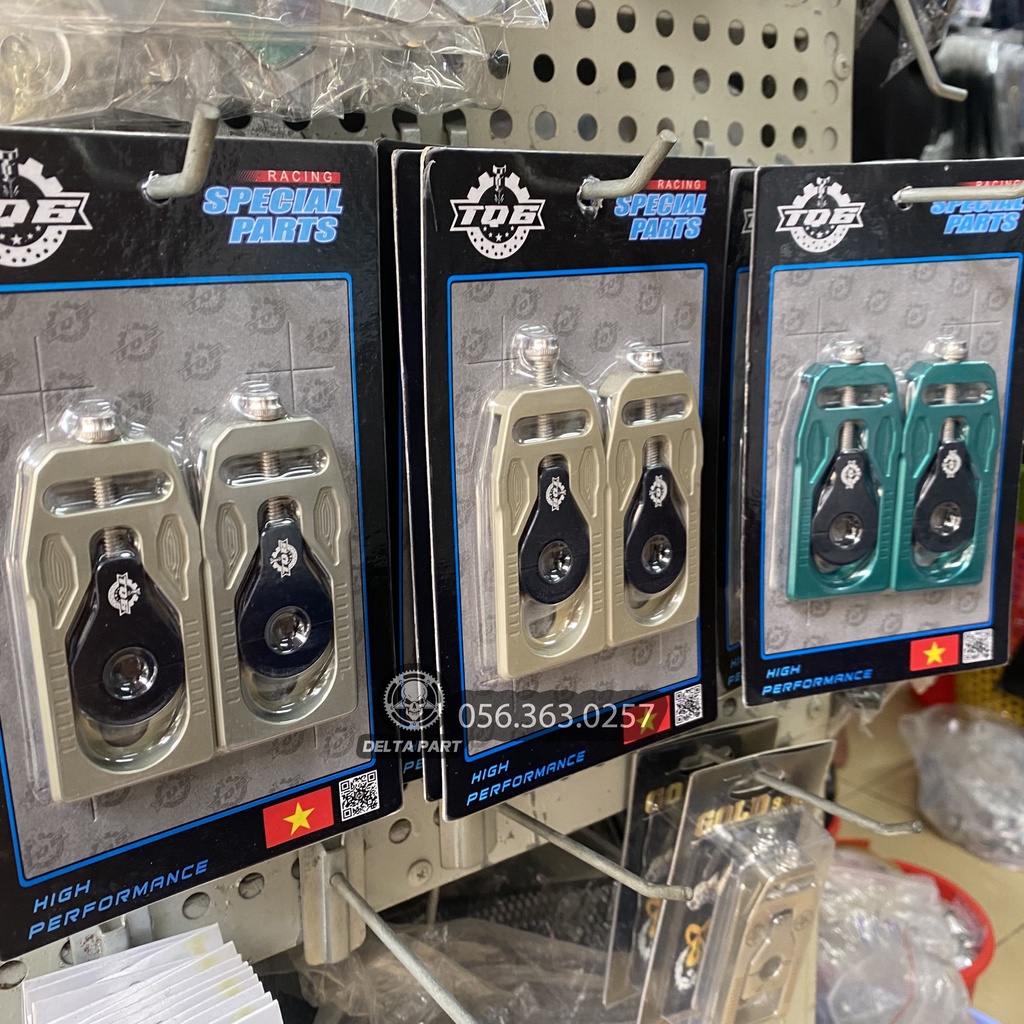 TQ6
RACING
SPECIAL
PARTS
HIGH
PERFORMANCE
TQ6
RACING
SPECIAL
PARTS
HIGH
PERFORMANCE
TQ6
RACING
SPECIAL
PARTS
HIGH
PERFORMANCE
DELTA PART
056.363.0257
GOLD